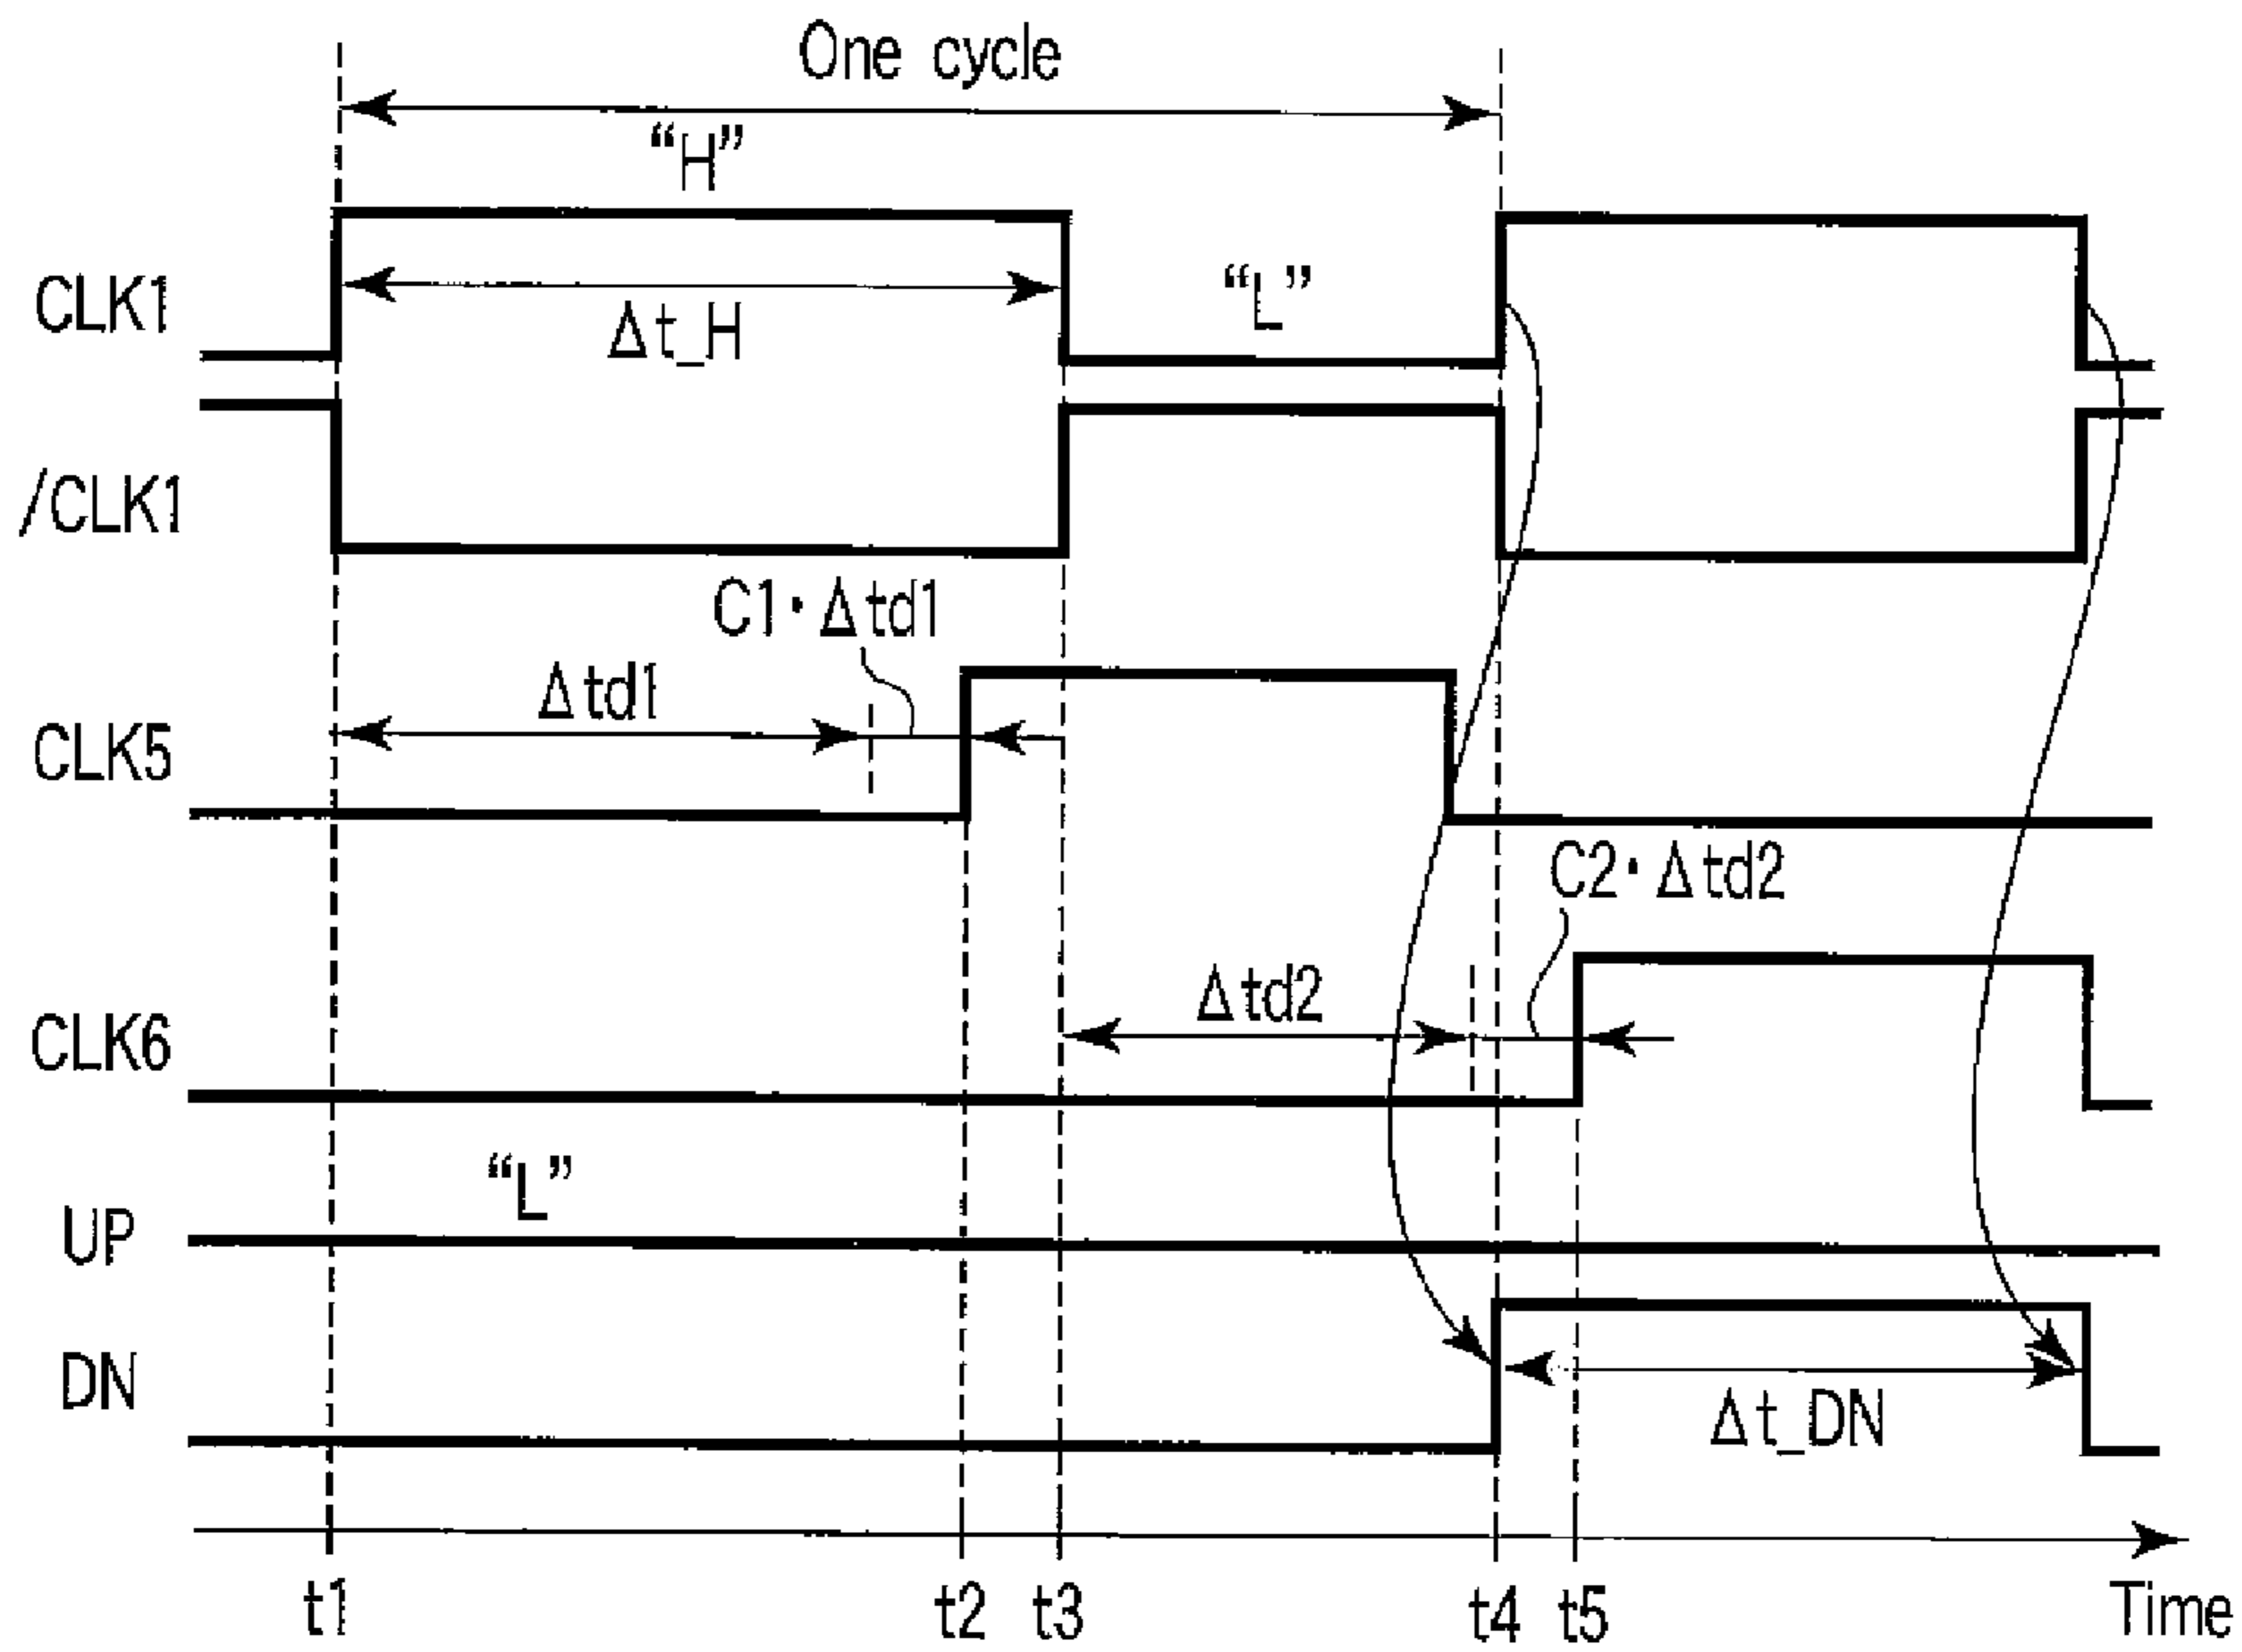 One cycle
“H”
CLK1
Δt_H
“L”
/CLK1
C1・Δtd1
Δtd1
CLK5
C2・Δtd2
Δtd2
CLK6
“L”
UP
DN
Δt_DN
t1 t2 t3 t4 t5 Time